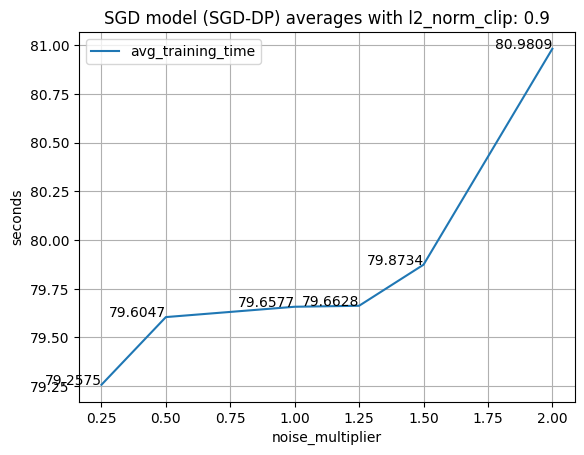 SGD model (SGD-DP) averages with l2_norm_clip: 0.9
avg_training_time
81.00
80.75
80.50
80.25
80.00
79.75
79.50
79.25
seconds
80.9809
79.8734
79.6628
79.6577
79.6047
79.2575
0.25 0.50 0.75 1.00 1.25 1.50 1.75 2.00
noise_multiplier